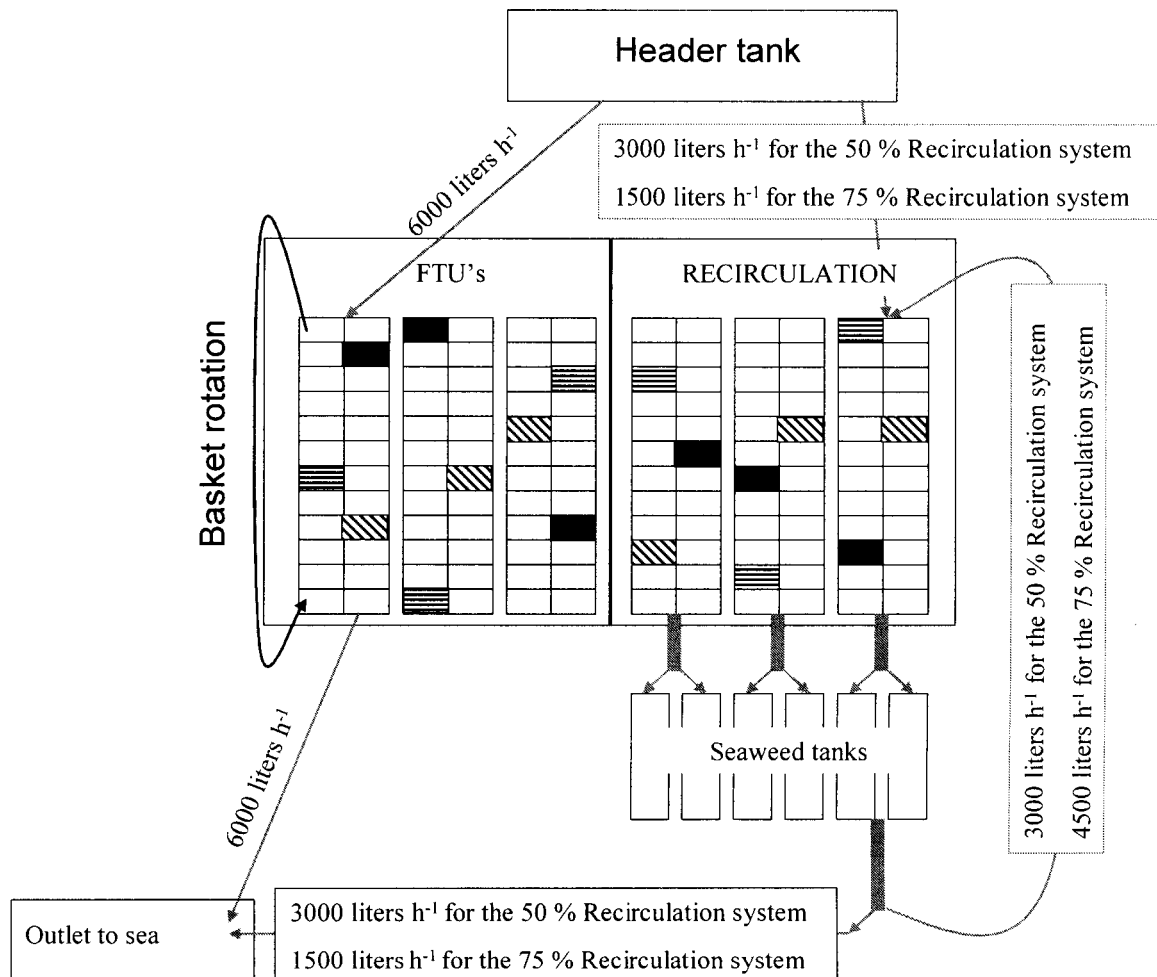 Header tank
3000 liters h⁻¹ for the 50 % Recirculation system
1500 liters h⁻¹ for the 75 % Recirculation system
6000 liters h⁻¹
FTU's
RECIRCULATION
Basket rotation
3000 liters h⁻¹ for the 50 % Recirculation system
4500 liters h⁻¹ for the 75 % Recirculation system
Seaweed tanks
6000 liters h⁻¹
Outlet to sea
3000 liters h⁻¹ for the 50 % Recirculation system
1500 liters h⁻¹ for the 75 % Recirculation system